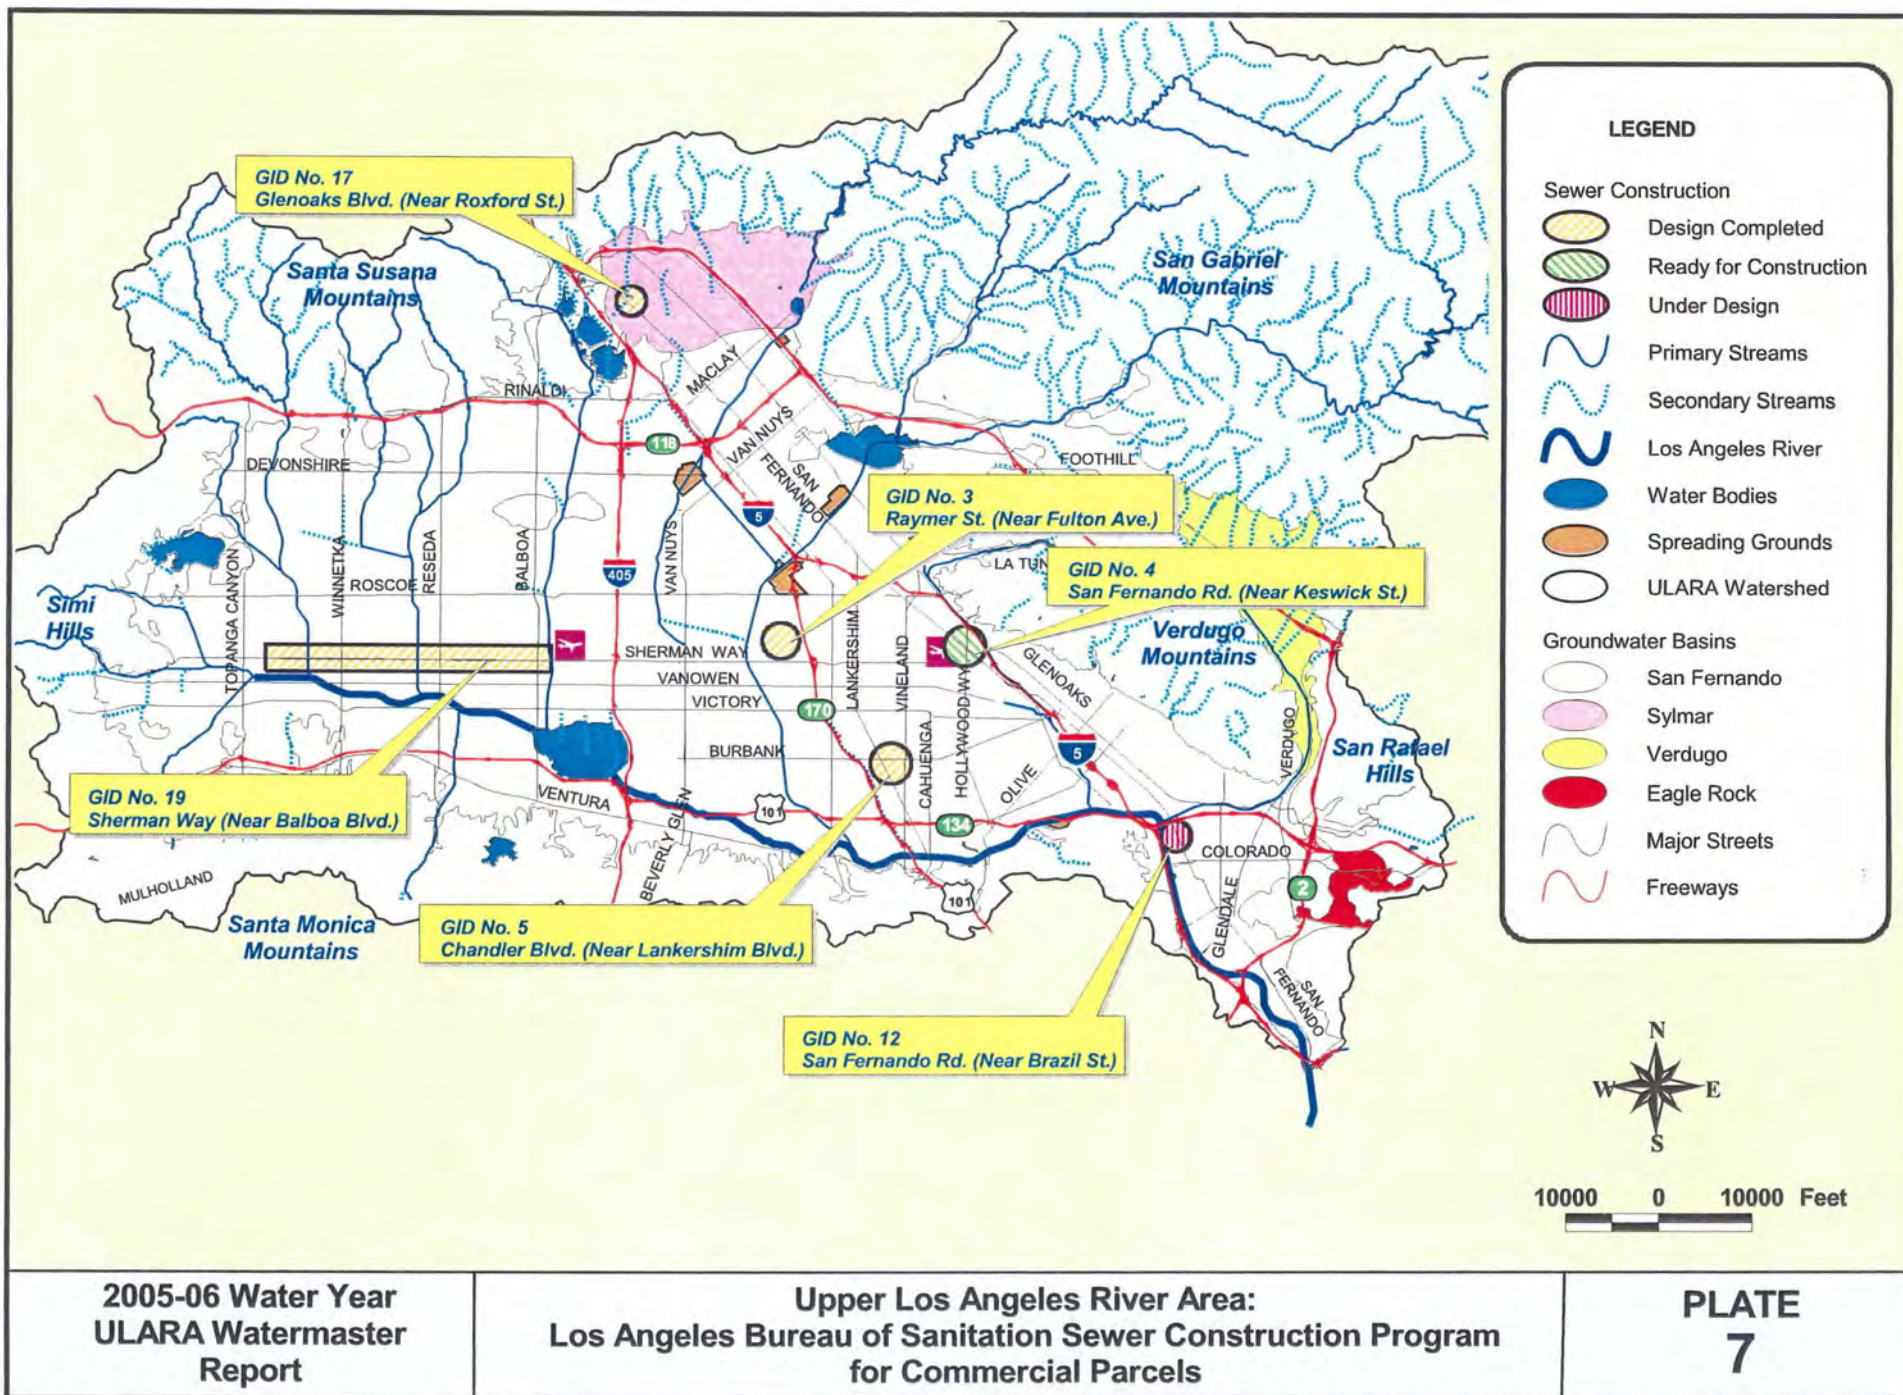 GID No. 17
Glenoaks Blvd. (Near Roxford St.)
Santa Susana
Mountains
San Gabriel
Mountains
MACLAY
RINALDI
118
VAN NUYS
SAN
FERNANDO
DEVONSHIRE
FOOTHILL
GID No. 3
Raymer St. (Near Fulton Ave.)
5
405
TOPANGA CANYON
WINNETKA
ROSCOE
RESEDA
BALBOA
VAN NUYS
LA TUN
GID No. 4
San Fernando Rd. (Near Keswick St.)
Simi
Hills
Verdugo
Mountains
SHERMAN WAY
VANOWEN
VICTORY
LANKERSHIM
VINELAND
HOLLYWOOD WY
GLENOAKS
170
BURBANK
CAHUENGA
OLIVE
5
VERDUGO
San Rafael
Hills
GID No. 19
Sherman Way (Near Balboa Blvd.)
VENTURA
101
134
BEVERLY GLEN
COLORADO
2
GLENDALE
MULHOLLAND
Santa Monica
Mountains
101
GID No. 5
Chandler Blvd. (Near Lankershim Blvd.)
SAN
FERNANDO
GID No. 12
San Fernando Rd. (Near Brazil St.)
LEGEND
Sewer Construction
Design Completed
Ready for Construction
Under Design
Primary Streams
Secondary Streams
Los Angeles River
Water Bodies
Spreading Grounds
ULARA Watershed
Groundwater Basins
San Fernando
Sylmar
Verdugo
Eagle Rock
Major Streets
Freeways
N
W E
S
10000 0 10000 Feet
2005-06 Water Year
ULARA Watermaster
Report
Upper Los Angeles River Area:
Los Angeles Bureau of Sanitation Sewer Construction Program
for Commercial Parcels
PLATE
7